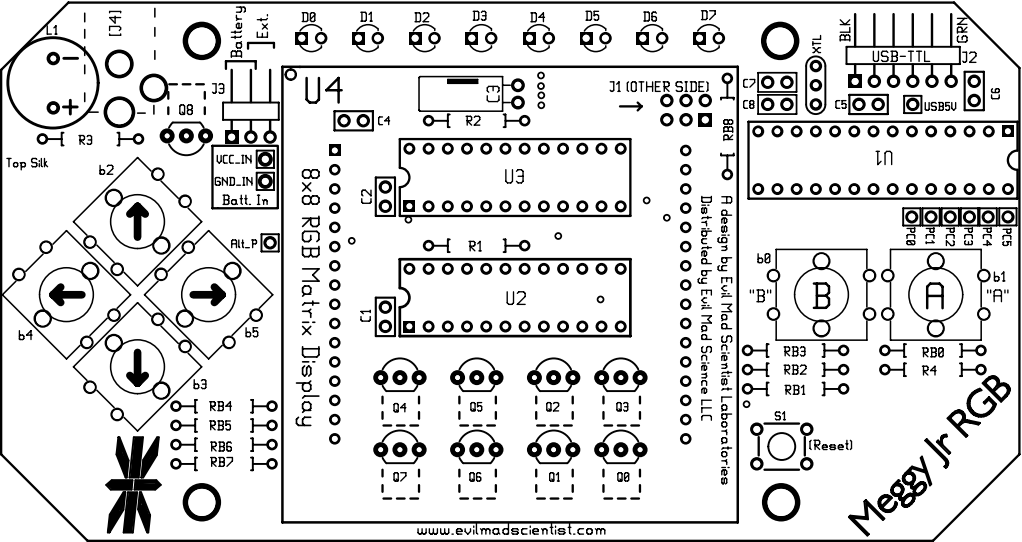 L1
[J4]
Battery
Ext.
D0
D1
D2
D3
D4
D5
D6
D7
XTL
BLK
GRN
USB-TTL
J2
J3
U4
C3
J1 (OTHER SIDE)
C7
C8
C5
USB5V
C6
Q8
R3
C4
R2
RB8
U1
Top Silk
b2
VCC_IN
GND_IN
Batt. In
8x8 RGB Matrix Display
C2
U3
A design by Evil Mad Scientist Laboratories
Distributed by Evil Mad Science LLC
PC0
PC1
PC2
PC3
PC4
PC5
Alt_P
R1
b0
"B"
B
A
b1
"A"
b4
b5
C1
U2
b3
RB3
RB2
RB1
RB0
R4
RB4
RB5
RB6
RB7
Q4
Q5
Q2
Q3
Q7
Q6
Q1
Q0
S1
(Reset)
Meggy Jr RGB
www.evilmadscientist.com